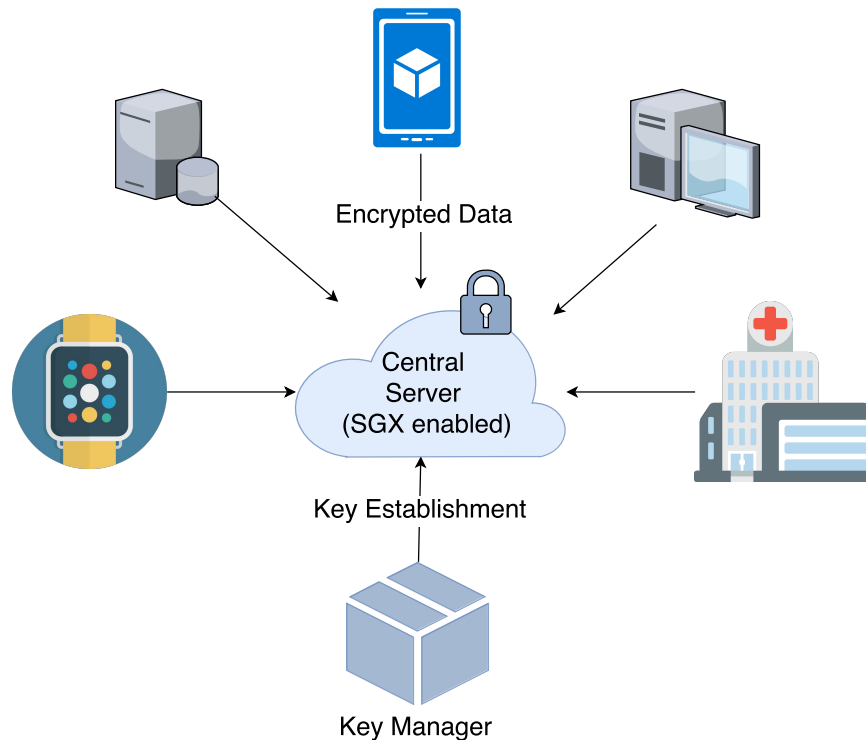 Encrypted Data
Central
Server
(SGX enabled)
Key Establishment
Key Manager